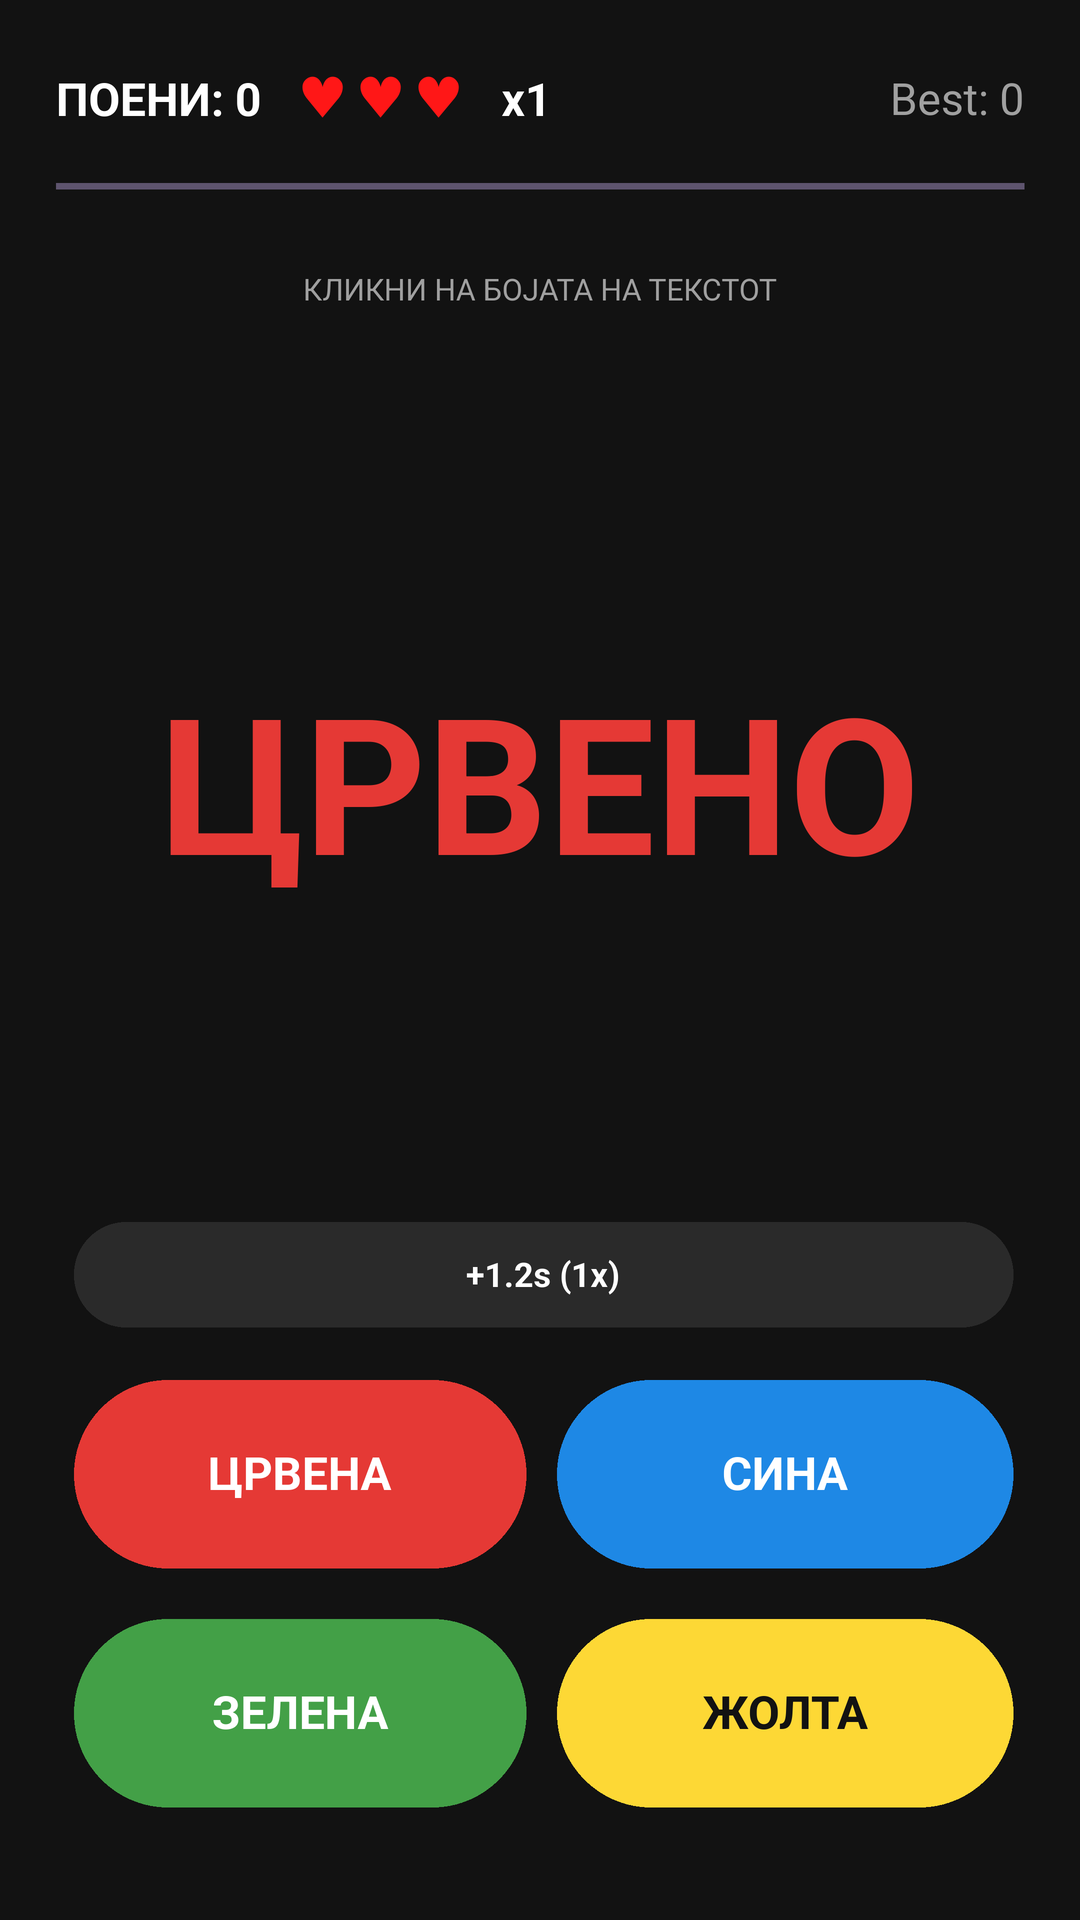 ПОЕНИ: 0 ♥ ♥ ♥ x1 Best: 0
КЛИКНИ НА БОЈАТА НА ТЕКСТОТ
ЦРВЕНО
+1.2s (1x)
ЦРВЕНА СИНА
ЗЕЛЕНА ЖОЛТА